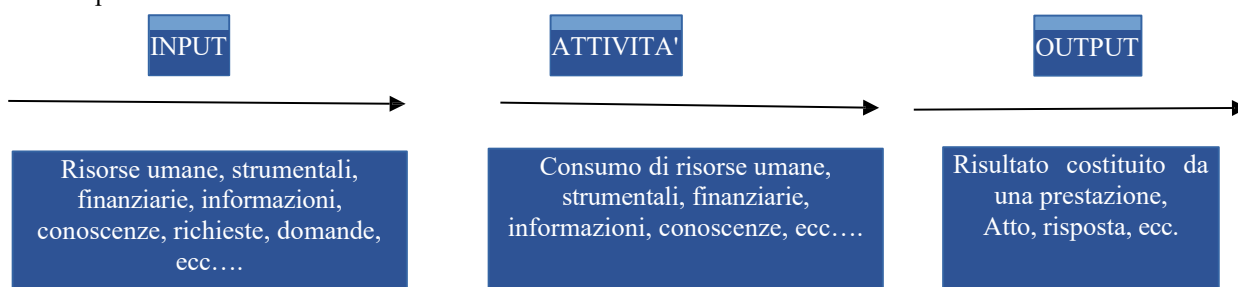 INPUT
ATTIVITA'
OUTPUT
Risorse umane, strumentali,
finanziarie, informazioni,
conoscenze, richieste, domande,
ecc….
Consumo di risorse umane,
strumentali, finanziarie,
informazioni, conoscenze, ecc….
Risultato costituito da
una prestazione,
Atto, risposta, ecc.